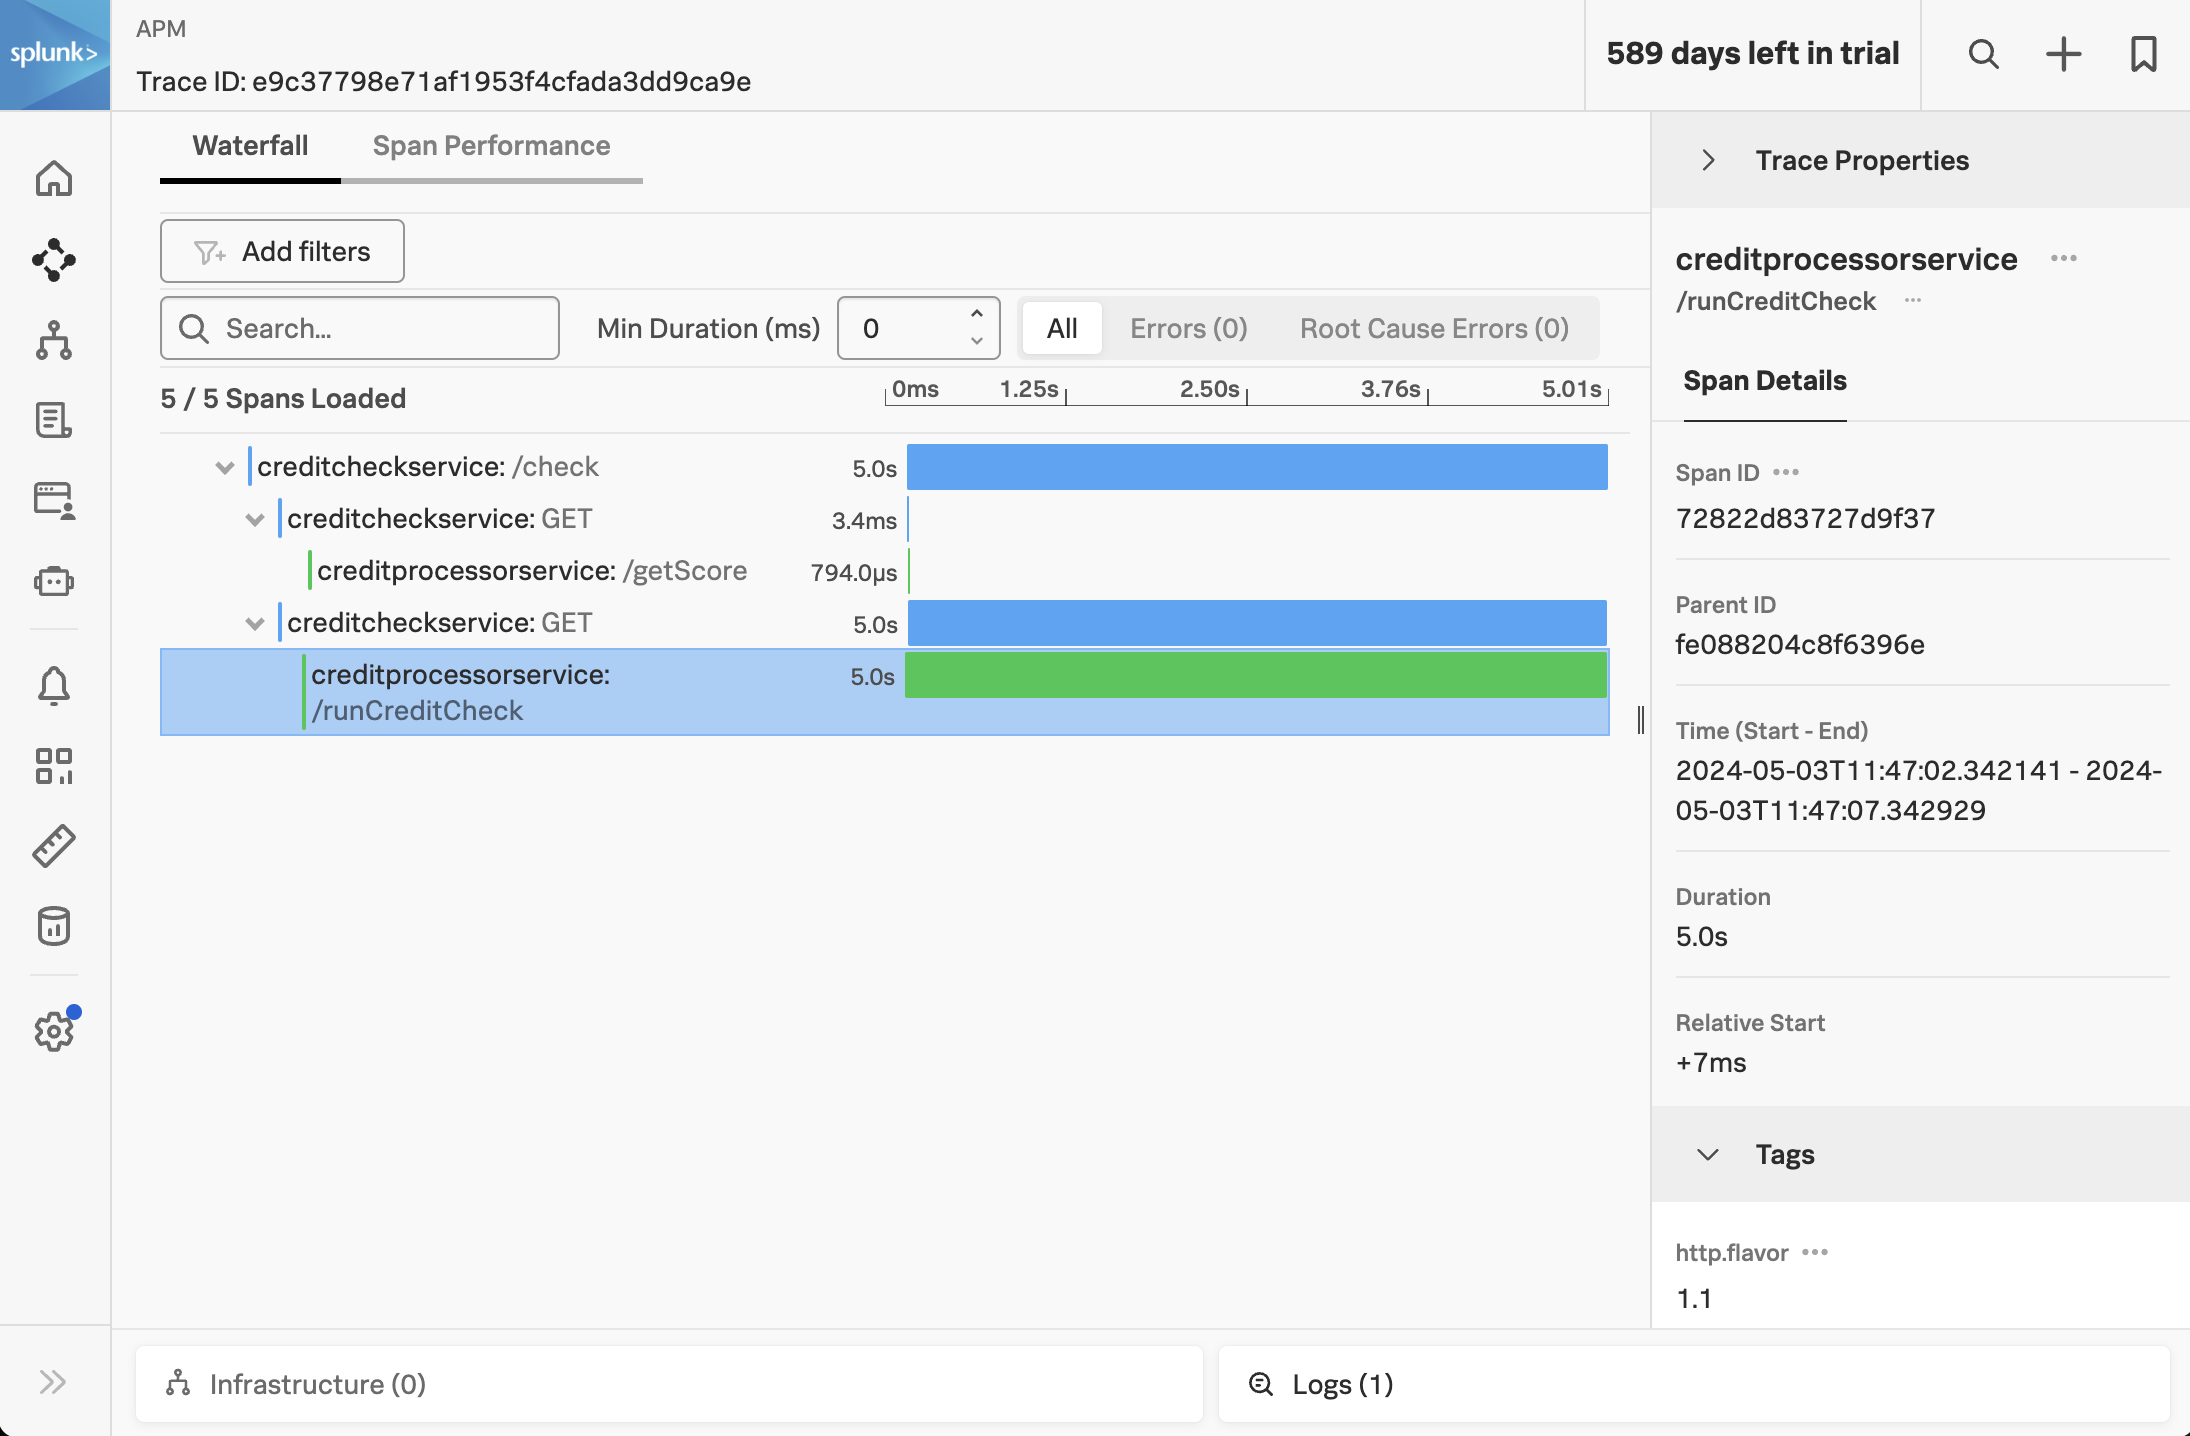 splunk>
APM
Trace ID: e9c37798e71af1953f4cfada3dd9ca9e
589 days left in trial
Waterfall
Span Performance
Add filters
Search...
Min Duration (ms)
0
All
Errors (0)
Root Cause Errors (0)
5 / 5 Spans Loaded
0ms 1.25s 2.50s 3.76s 5.01s
creditcheckservice: /check 5.0s
creditcheckservice: GET 3.4ms
creditprocessorservice: /getScore 794.0µs
creditcheckservice: GET 5.0s
creditprocessorservice: 5.0s
/runCreditCheck
Trace Properties
creditprocessorservice
/runCreditCheck
Span Details
Span ID
72822d83727d9f37
Parent ID
fe088204c8f6396e
Time (Start - End)
2024-05-03T11:47:02.342141 - 2024-
05-03T11:47:07.342929
Duration
5.0s
Relative Start
+7ms
Tags
http.flavor
1.1
Infrastructure (0)
Logs (1)